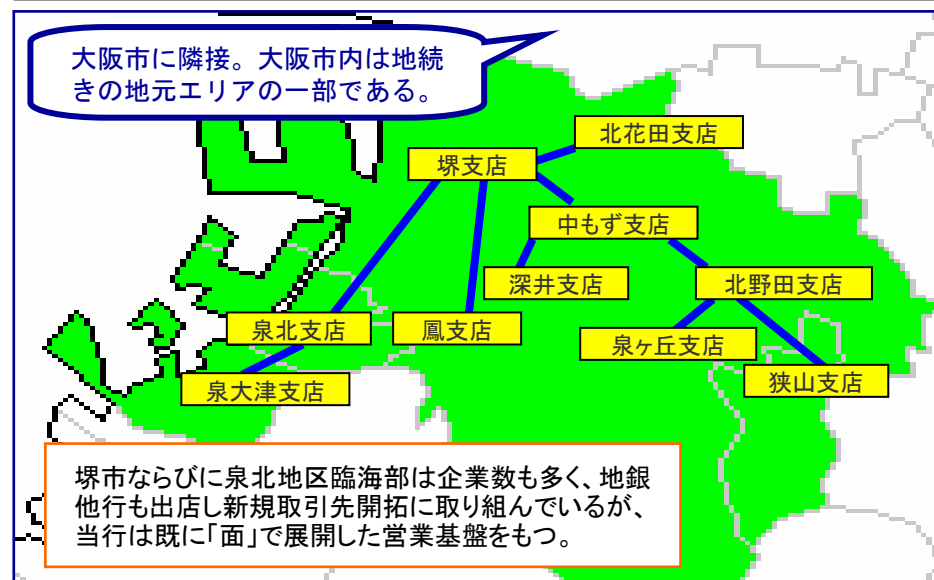 大阪市に隣接。大阪市内は地続
きの地元エリアの一部である。
北花田支店
堺支店
中もず支店
深井支店
北野田支店
泉北支店
鳳支店
泉ヶ丘支店
泉大津支店
狭山支店
堺市ならびに泉北地区臨海部は企業数も多く、地銀
他行も出店し新規取引先開拓に取り組んでいるが、
当行は既に「面」で展開した営業基盤をもつ。